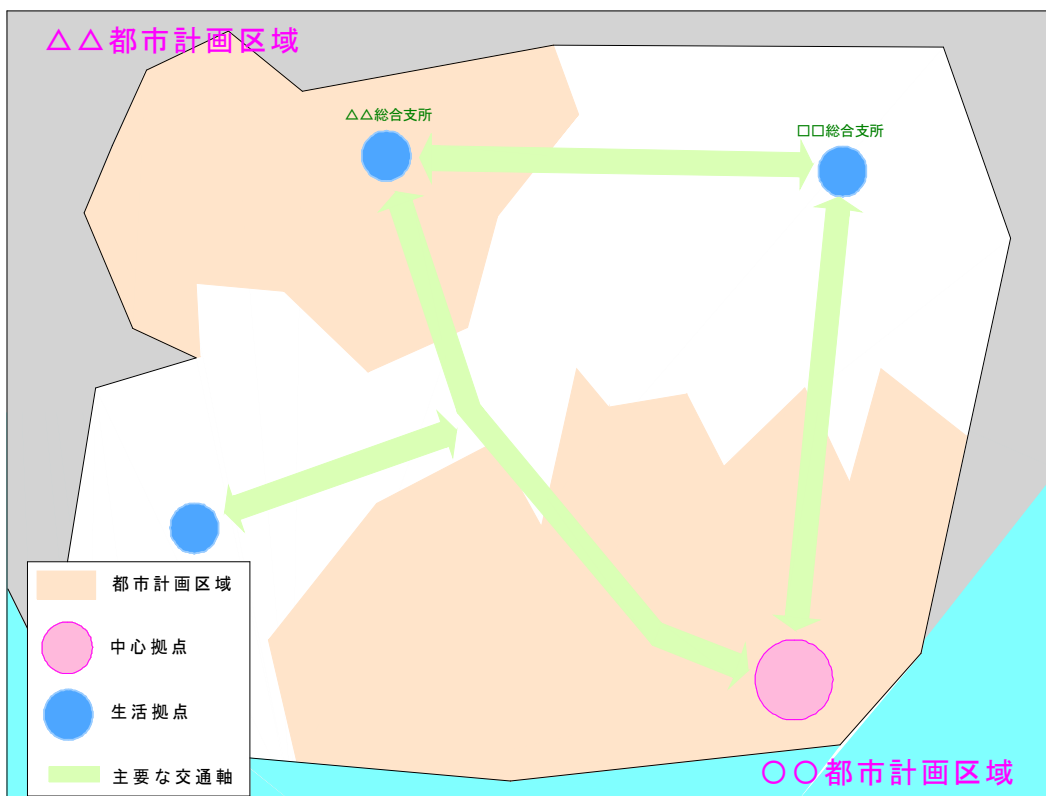 △△都市計画区域
△△総合支所
□□総合支所
都市計画区域
中心拠点
生活拠点
主要な交通軸
○○都市計画区域